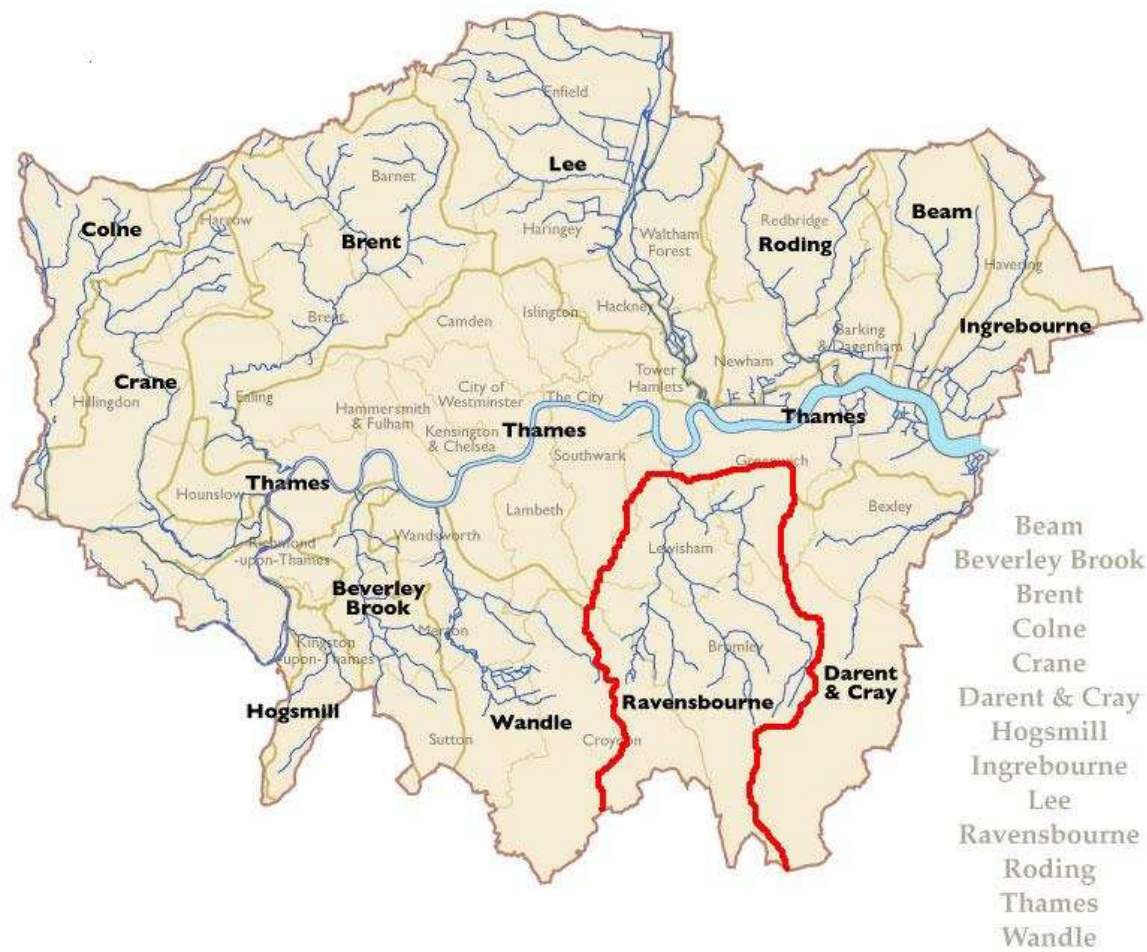 Enfield
Lee
Barnet
Colne
Harrow
Brent
Haringey
Waltham
Forest
Redbridge
Roding
Beam
Havering
Hackney
Islington
Camden
Brent
Barking
& Dagenham
Ingrebourne
Newham
Tower
Hamlets
Crane
Hillingdon
Ealing
City of
Westminster
The City
Hammersmith
& Fulham
Kensington
& Chelsea
Thames
Thames
Southwark
Greenwich
Thames
Hounslow
Bexley
Lambeth
Wandsworth
Richmond
-upon-Thames
Lewisham
Beverley
Brook
Merton
Kingston
-upon-Thames
Bromley
Darent
& Cray
Ravensbourne
Hogsmill
Wandle
Sutton
Croydon
Beam
Beverley Brook
Brent
Colne
Crane
Darent & Cray
Hogsmill
Ingrebourne
Lee
Ravensbourne
Roding
Thames
Wandle